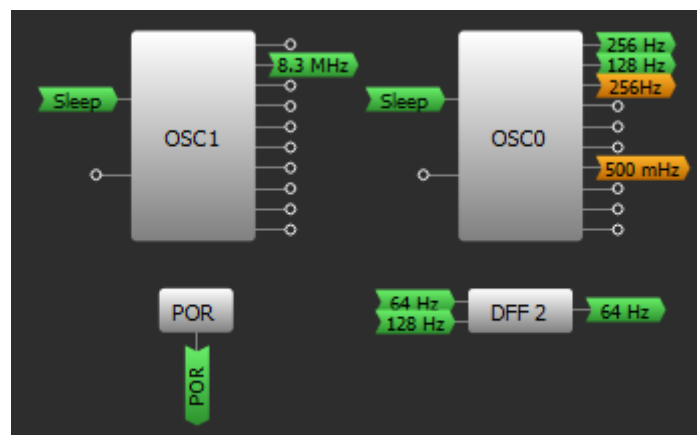 8.3 MHz
Sleep
OSC1
256 Hz
128 Hz
256Hz
Sleep
OSC0
500 mHz
POR
POR
64 Hz
128 Hz
DFF 2
64 Hz